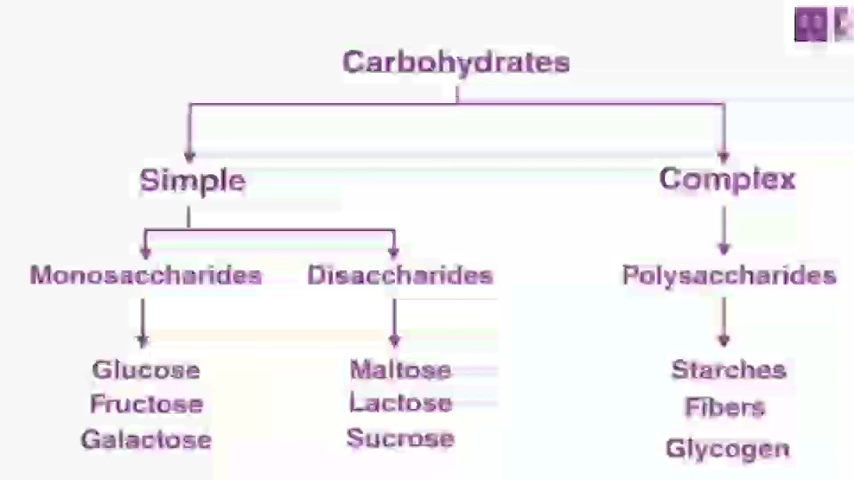 Carbohydrates
Simple
Complex
Monosaccharides
Disaccharides
Polysaccharides
Glucose
Maltose
Starches
Fructose
Lactose
Fibers
Galactose
Sucrose
Glycogen